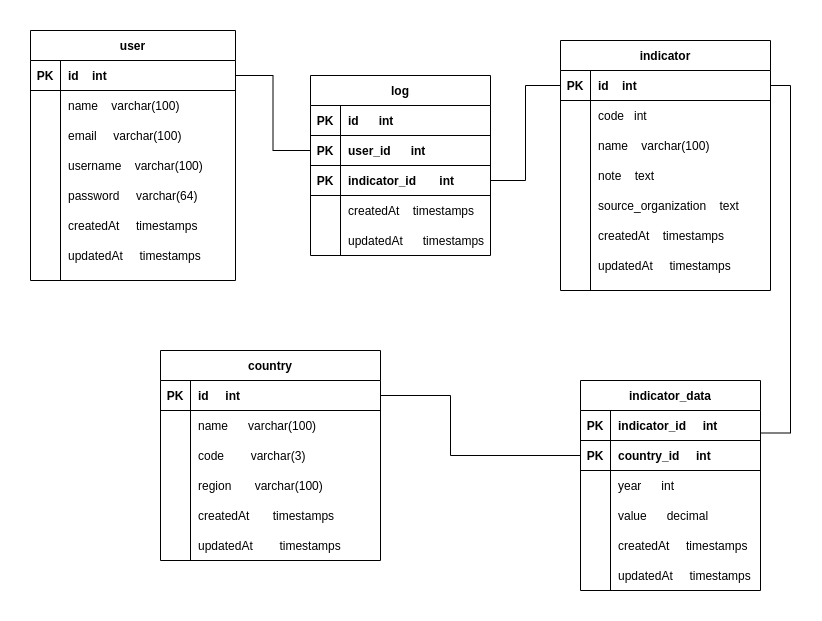 user
PK id int
name varchar(100)
email varchar(100)
username varchar(100)
password varchar(64)
createdAt timestamps
updatedAt timestamps
log
PK id int
PK user_id int
PK indicator_id int
createdAt timestamps
updatedAt timestamps
indicator
PK id int
code int
name varchar(100)
note text
source_organization text
createdAt timestamps
updatedAt timestamps
country
PK id int
name varchar(100)
code varchar(3)
region varchar(100)
createdAt timestamps
updatedAt timestamps
indicator_data
PK indicator_id int
PK country_id int
year int
value decimal
createdAt timestamps
updatedAt timestamps